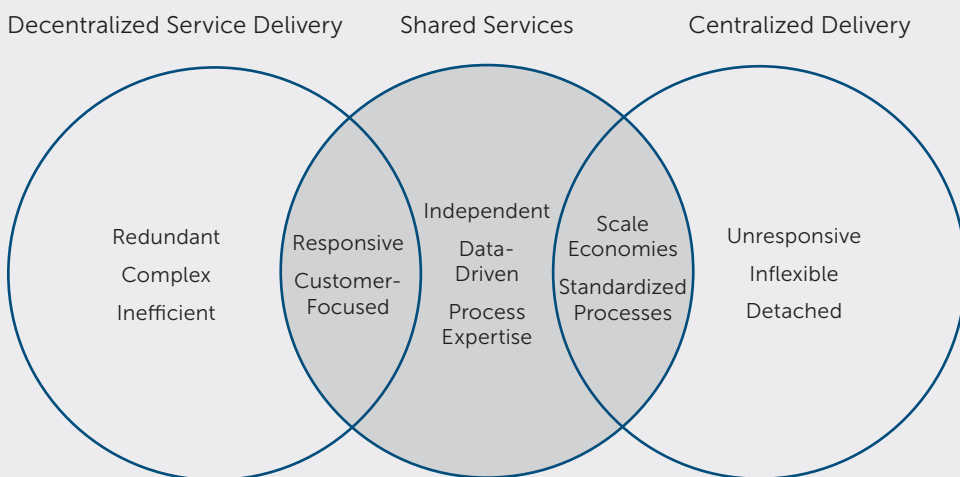 Decentralized Service Delivery
Shared Services
Centralized Delivery
Redundant
Complex
Inefficient
Responsive
Customer-
Focused
Independent
Data-
Driven
Process
Expertise
Scale
Economies
Standardized
Processes
Unresponsive
Inflexible
Detached